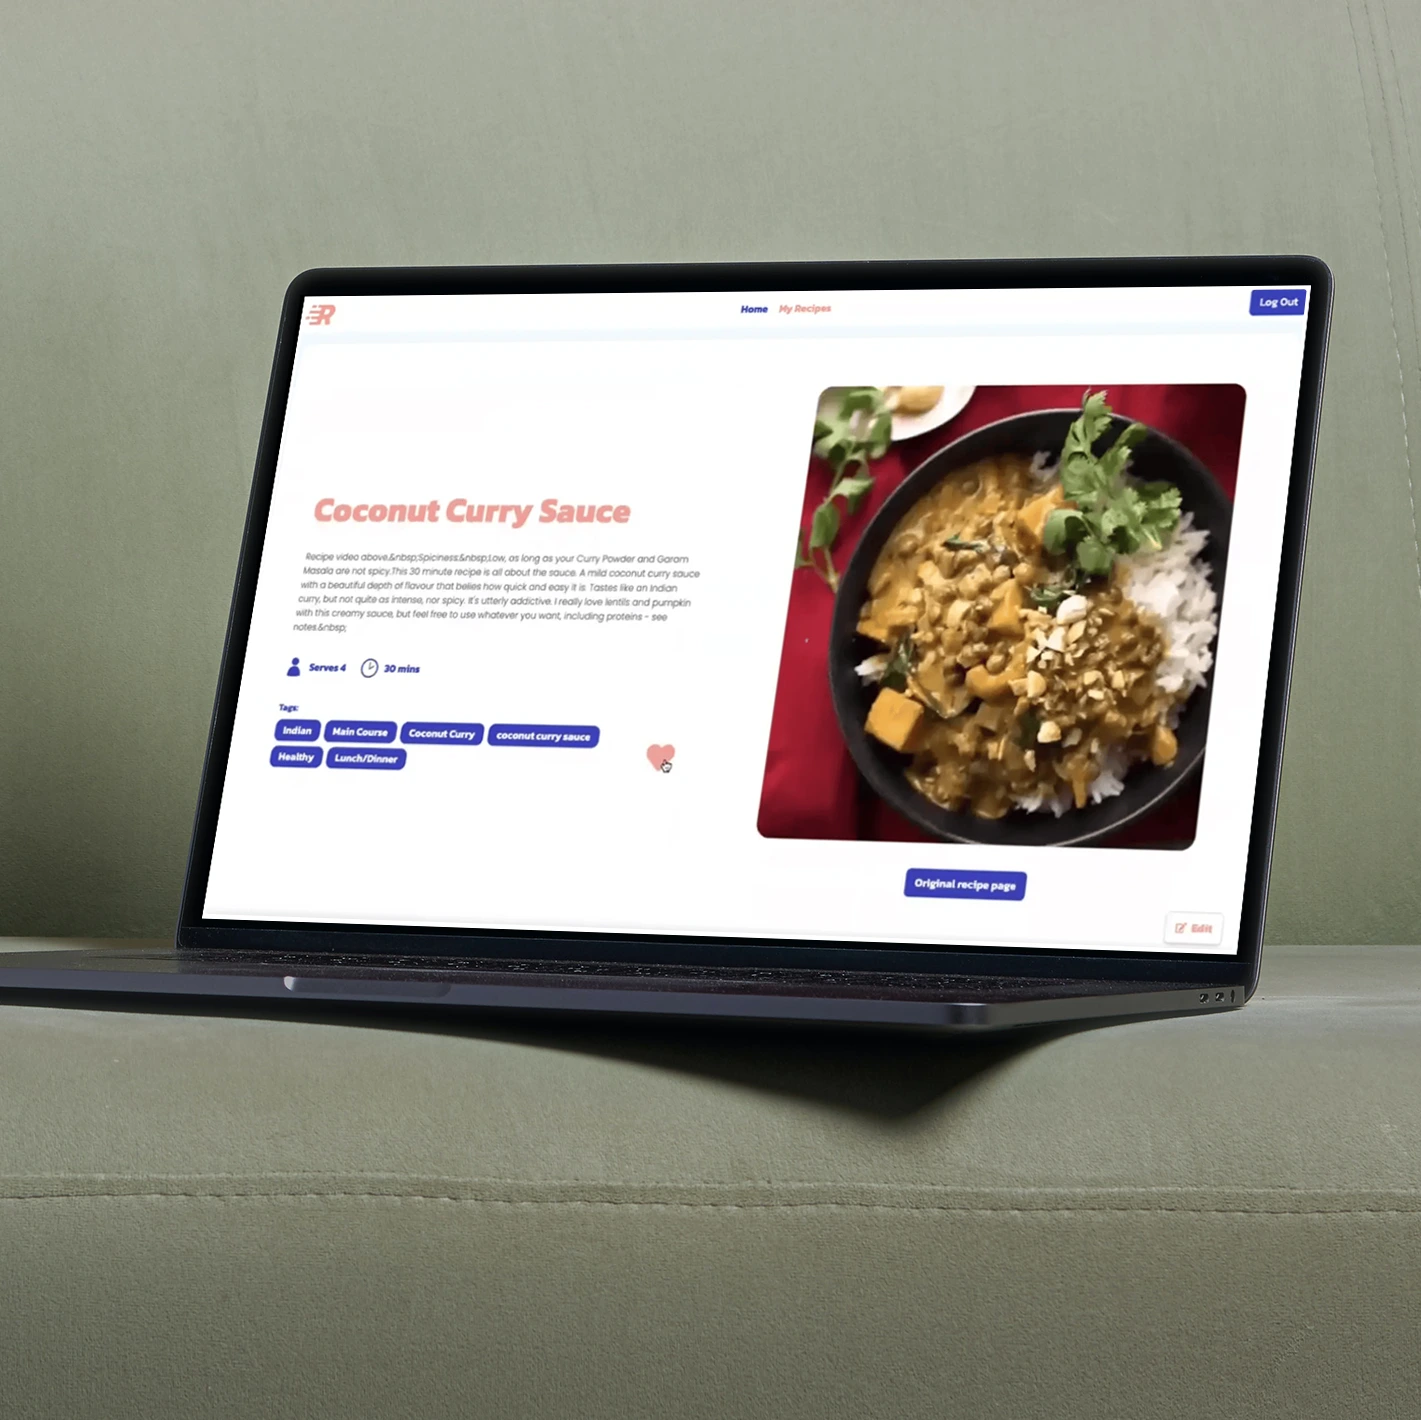 R
Home My Recipes
Log Out
Coconut Curry Sauce
Recipe video above.&nbsp;Spiciness:&nbsp;Low, as long as your Curry Powder and Garam
Masala are not spicy.This 30 minute recipe is all about the sauce. A mild coconut curry sauce
with a beautiful depth of flavour that belies how quick and easy it is. Tastes like an Indian
curry, but not quite as intense, nor spicy. It's utterly addictive. I really love lentils and pumpkin
with this creamy sauce, but feel free to use whatever you want, including proteins - see
notes.&nbsp;
Serves 4 30 mins
Tags:
Indian Main Course Coconut Curry coconut curry sauce
Healthy Lunch/Dinner
Original recipe page
Edit